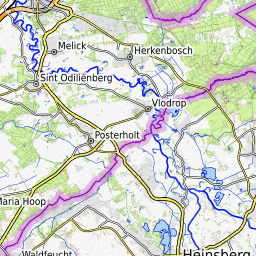 Melick
Herkenbosch
Sint Odiliënberg
Vlodrop
Posterholt
Maria Hoop
Waldfeucht
Heinsberg